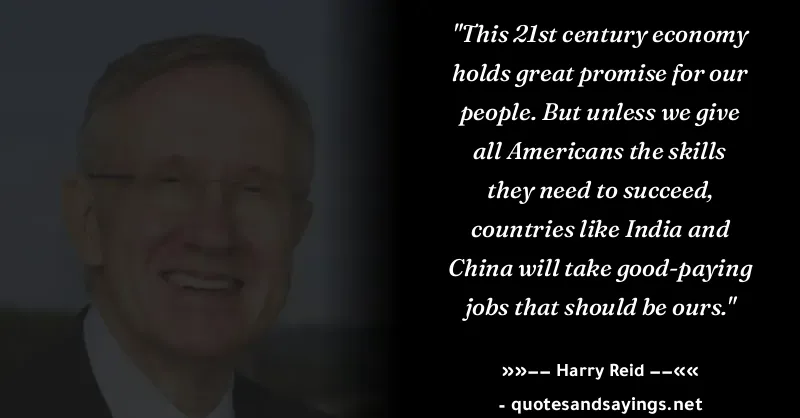 "This 21st century economy
holds great promise for our
people. But unless we give
all Americans the skills
they need to succeed,
countries like India and
China will take good-paying
jobs that should be ours."
»»–– Harry Reid ––««
- quotesandsayings.net